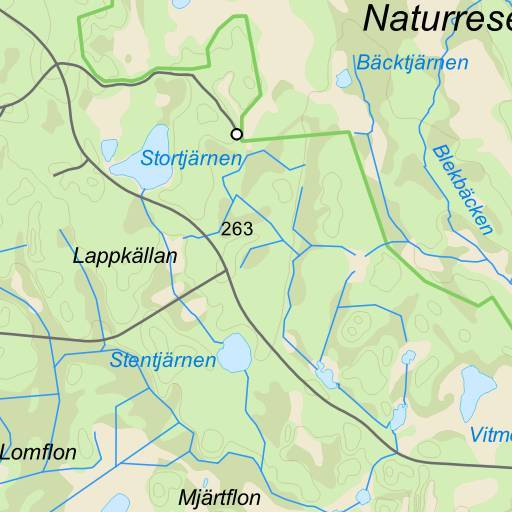 Naturrese
Bäcktjärnen
Stortjärnen
Blekbäcken
263
Lappkällan
Stentjärnen
Vitm
Lomflon
Mjärtflon